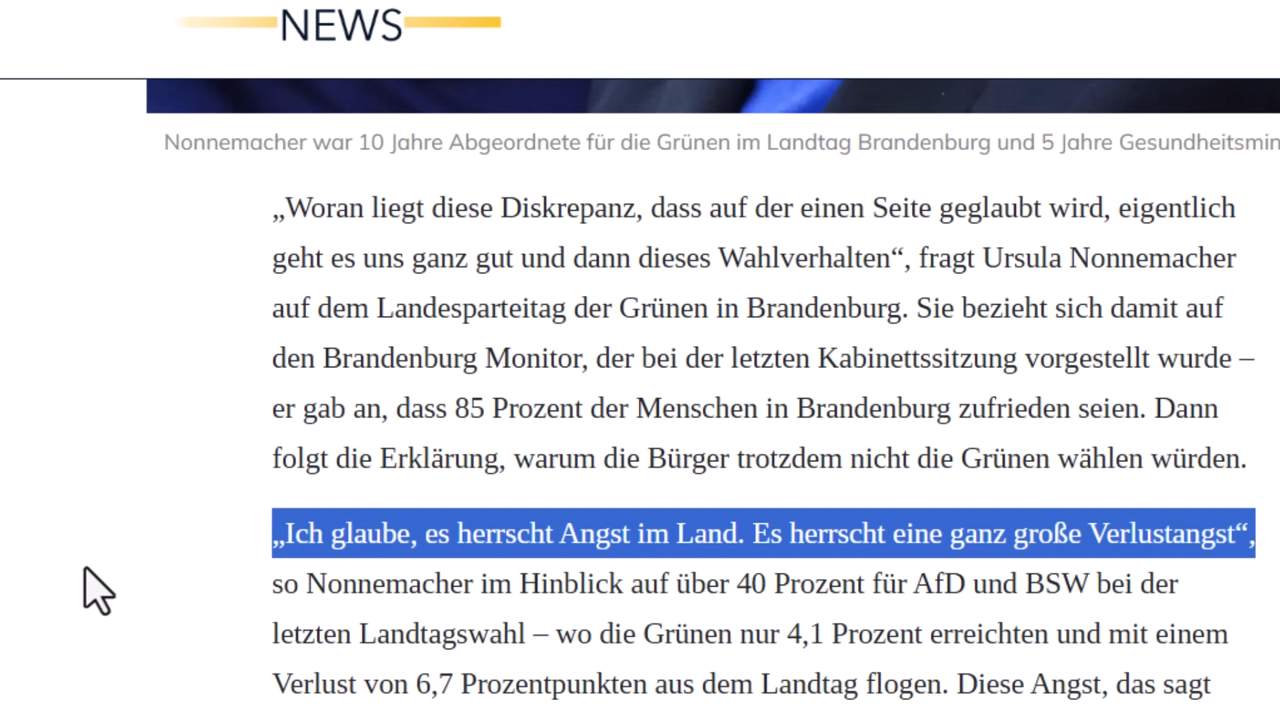 NEWS
Nonnemacher war 10 Jahre Abgeordnete für die Grünen im Landtag Brandenburg und 5 Jahre
„Woran liegt diese Diskrepanz, dass auf der einen Seite geglaubt wird, eigentlich
geht es uns ganz gut und dann dieses Wahlverhalten“, fragt Ursula Nonnemacher
auf dem Landesparteitag der Grünen in Brandenburg. Sie bezieht sich damit auf
den Brandenburg Monitor, der bei der letzten Kabinettssitzung vorgestellt wurde –
er gab an, dass 85 Prozent der Menschen in Brandenburg zufrieden seien. Dann
folgt die Erklärung, warum die Bürger trotzdem nicht die Grünen wählen würden.
„Ich glaube, es herrscht Angst im Land. Es herrscht eine ganz große Verlustangst“,
so Nonnemacher im Hinblick auf über 40 Prozent für AfD und BSW bei der
letzten Landtagswahl – wo die Grünen nur 4,1 Prozent erreichten und mit einem
Verlust von 6,7 Prozentpunkten aus dem Landtag flogen. Diese Angst, das sagt